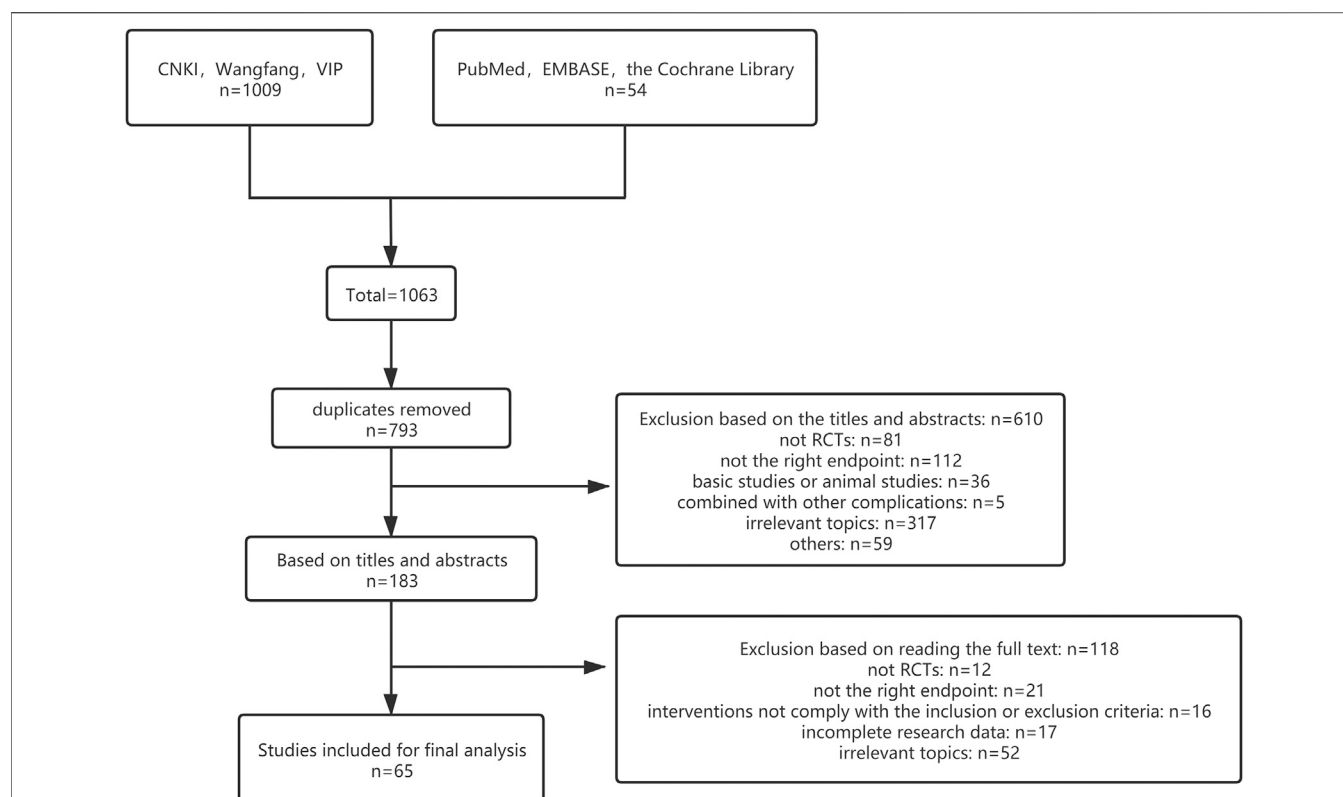 CNKI，Wangfang，VIP
n=1009
PubMed，EMBASE，the Cochrane Library
n=54
Total=1063
duplicates removed
n=793
Exclusion based on the titles and abstracts: n=610
not RCTs: n=81
not the right endpoint: n=112
basic studies or animal studies: n=36
combined with other complications: n=5
irrelevant topics: n=317
others: n=59
Based on titles and abstracts
n=183
Exclusion based on reading the full text: n=118
not RCTs: n=12
not the right endpoint: n=21
interventions not comply with the inclusion or exclusion criteria: n=16
incomplete research data: n=17
irrelevant topics: n=52
Studies included for final analysis
n=65